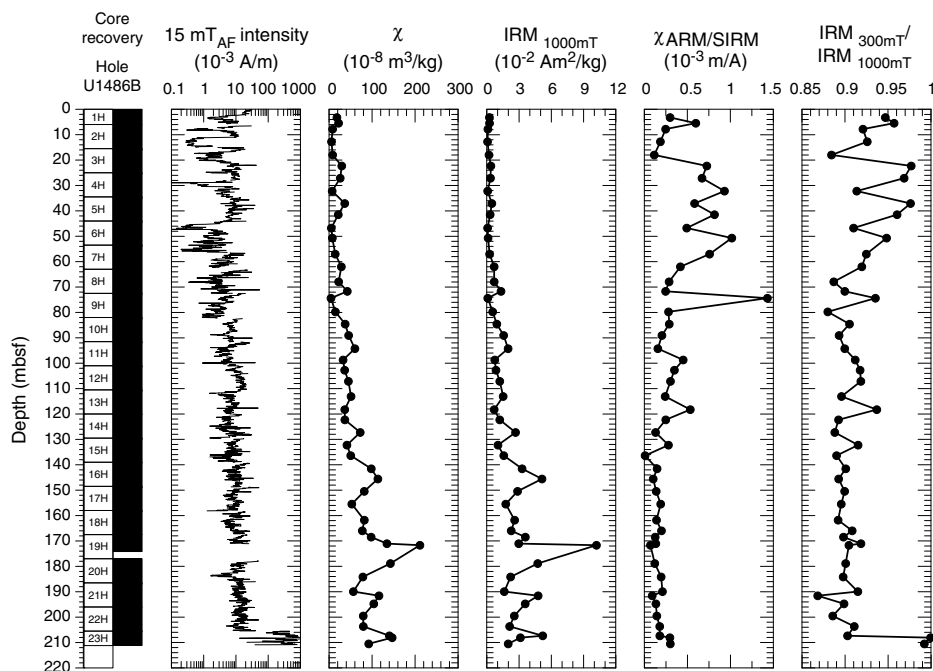 Core
recovery
Hole
U1486B
15 mT_AF intensity
(10⁻³ A/m)
χ
(10⁻⁸ m³/kg)
IRM 1000mT
(10⁻² Am²/kg)
χARM/SIRM
(10⁻³ m/A)
IRM 300mT/
IRM 1000mT
0.1 1 10 100 1000 10000
0 100 200 300
0 3 6 9 12
0 0.5 1 1.5
0.85 0.9 0.95 1
Depth (mbsf)
0
10
20
30
40
50
60
70
80
90
100
110
120
130
140
150
160
170
180
190
200
210
220
1H
2H
3H
4H
5H
6H
7H
8H
9H
10H
11H
12H
13H
14H
15H
16H
17H
18H
19H
20H
21H
22H
23H